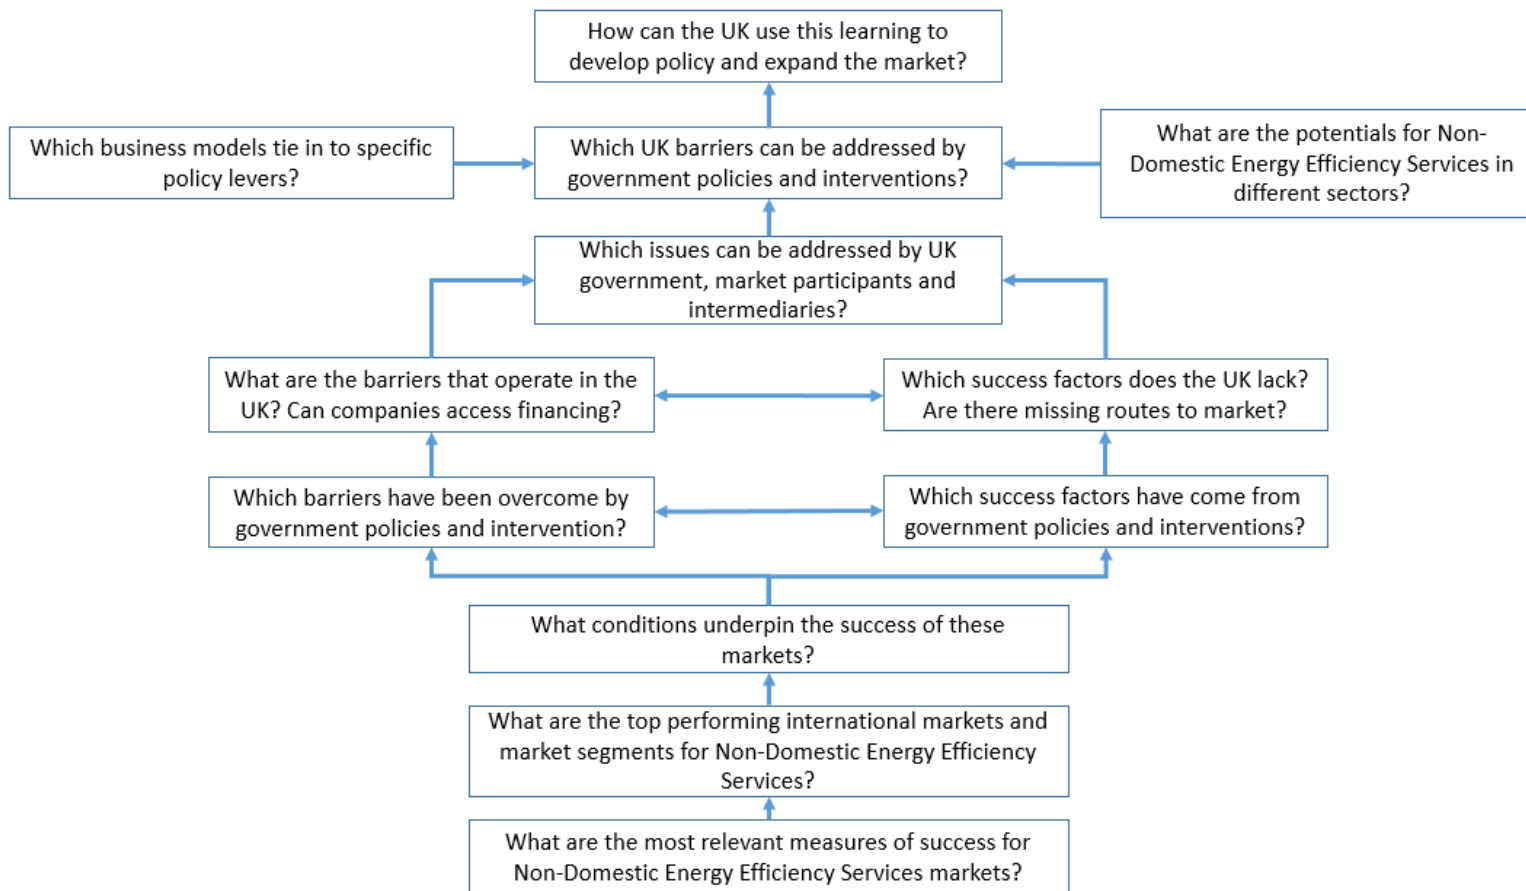 How can the UK use this learning to
develop policy and expand the market?
Which business models tie in to specific
policy levers?
Which UK barriers can be addressed by
government policies and interventions?
What are the potentials for Non-
Domestic Energy Efficiency Services in
different sectors?
Which issues can be addressed by UK
government, market participants and
intermediaries?
What are the barriers that operate in the
UK? Can companies access financing?
Which success factors does the UK lack?
Are there missing routes to market?
Which barriers have been overcome by
government policies and intervention?
Which success factors have come from
government policies and interventions?
What conditions underpin the success of these
markets?
What are the top performing international markets and
market segments for Non-Domestic Energy Efficiency
Services?
What are the most relevant measures of success for
Non-Domestic Energy Efficiency Services markets?